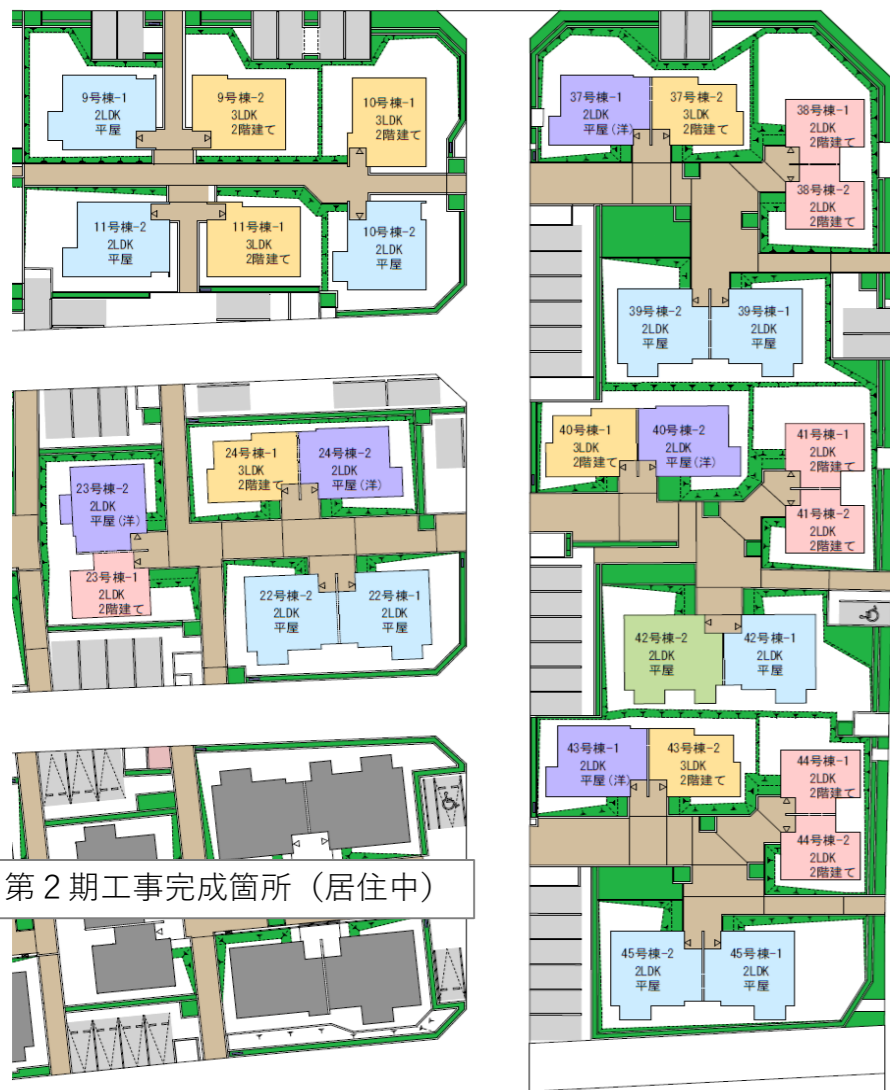 9号棟-1
2LDK
平屋
9号棟-2
3LDK
2階建て
10号棟-1
3LDK
2階建て
11号棟-2
2LDK
平屋
11号棟-1
3LDK
2階建て
10号棟-2
2LDK
平屋
23号棟-2
2LDK
平屋(洋)
23号棟-1
2LDK
2階建て
24号棟-1
3LDK
2階建て
24号棟-2
2LDK
平屋(洋)
22号棟-2
2LDK
平屋
22号棟-1
2LDK
平屋
第2期工事完成箇所(居住中)
37号棟-1
2LDK
平屋(洋)
37号棟-2
3LDK
2階建て
38号棟-1
2LDK
2階建て
38号棟-2
2LDK
2階建て
39号棟-2
2LDK
平屋
39号棟-1
2LDK
平屋
40号棟-1
3LDK
2階建て
40号棟-2
2LDK
平屋(洋)
41号棟-1
2LDK
2階建て
41号棟-2
2LDK
2階建て
42号棟-2
2LDK
平屋
42号棟-1
2LDK
平屋
43号棟-1
2LDK
平屋(洋)
43号棟-2
3LDK
2階建て
44号棟-1
2LDK
2階建て
44号棟-2
2LDK
2階建て
45号棟-2
2LDK
平屋
45号棟-1
2LDK
平屋